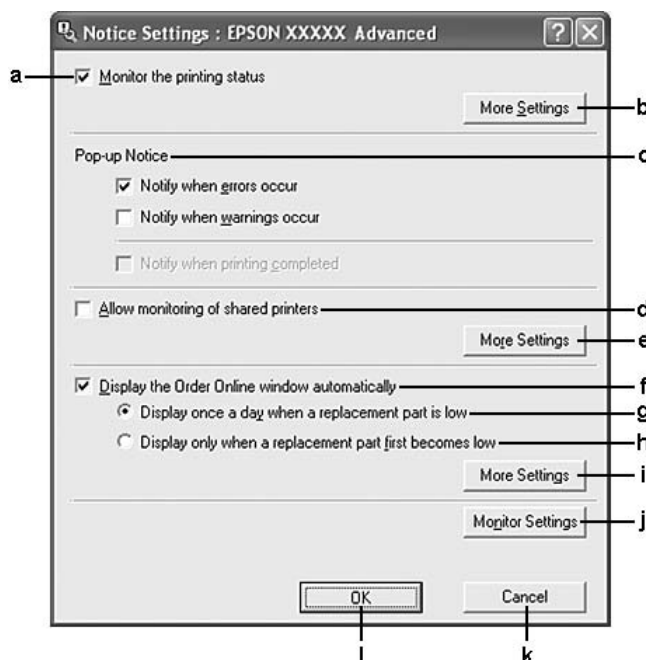 Notice Settings : EPSON XXXXX Advanced
a Monitor the printing status
More Settings b
Pop-up Notice c
Notify when errors occur
Notify when warnings occur
Notify when printing completed
Allow monitoring of shared printers d
More Settings e
Display the Order Online window automatically f
Display once a day when a replacement part is low g
Display only when a replacement part first becomes low h
More Settings i
Monitor Settings j
OK Cancel
l k